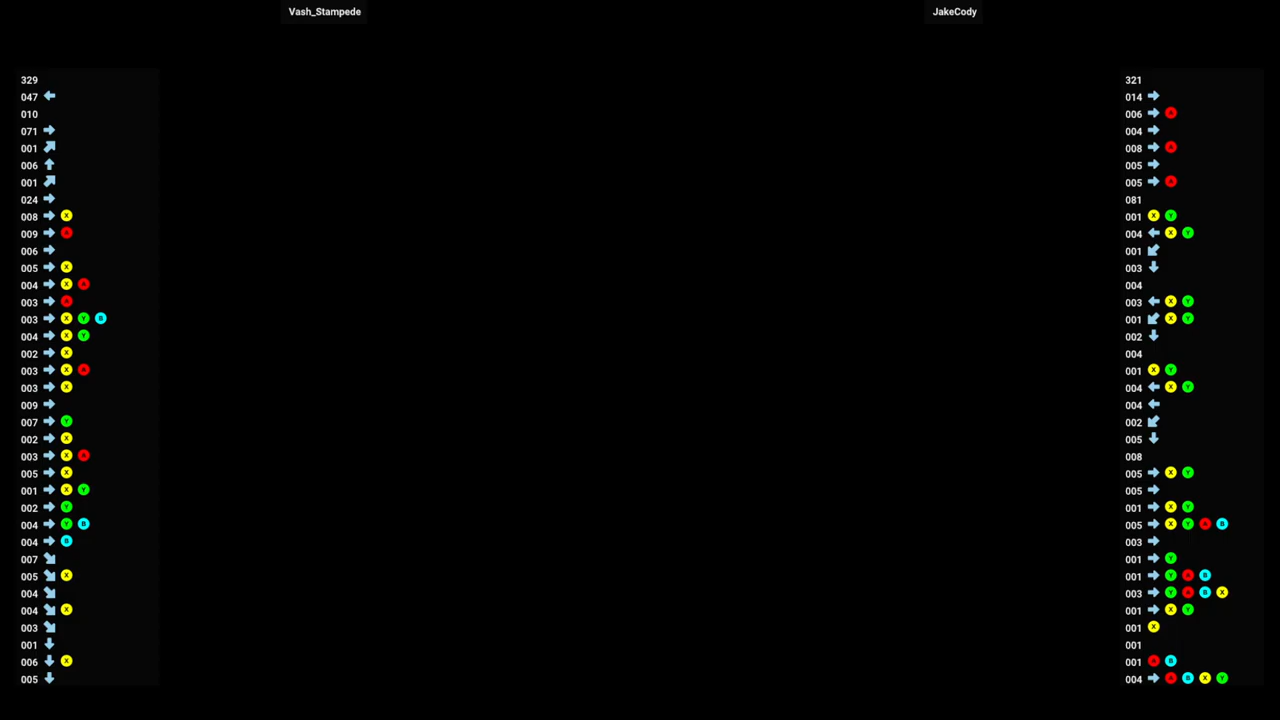 Vash_Stampede
JakeCody
329
047
010
071
001
006
001
024
008 X
009 A
006
005 X
004 X A
003 A
003 X Y B
004 X Y
002 X
003 X A
003 X
009
007 Y
002 X
003 X A
005 X
001 X Y
002 Y
004 Y B
004 B
007
005 X
004
004 X
003
001
006 X
005
321
014
006 A
004
008 A
005
005 A
081
001 X Y
004 X Y
001
003
004
003 X Y
001 X Y
002
004
001 X Y
004 X Y
004
002
005
008
005 X Y
005
001 X Y
005 X Y A B
003
001 Y
001 Y A B
003 Y A B X
001 X Y
001 X
001
001 A B
004 A B X Y